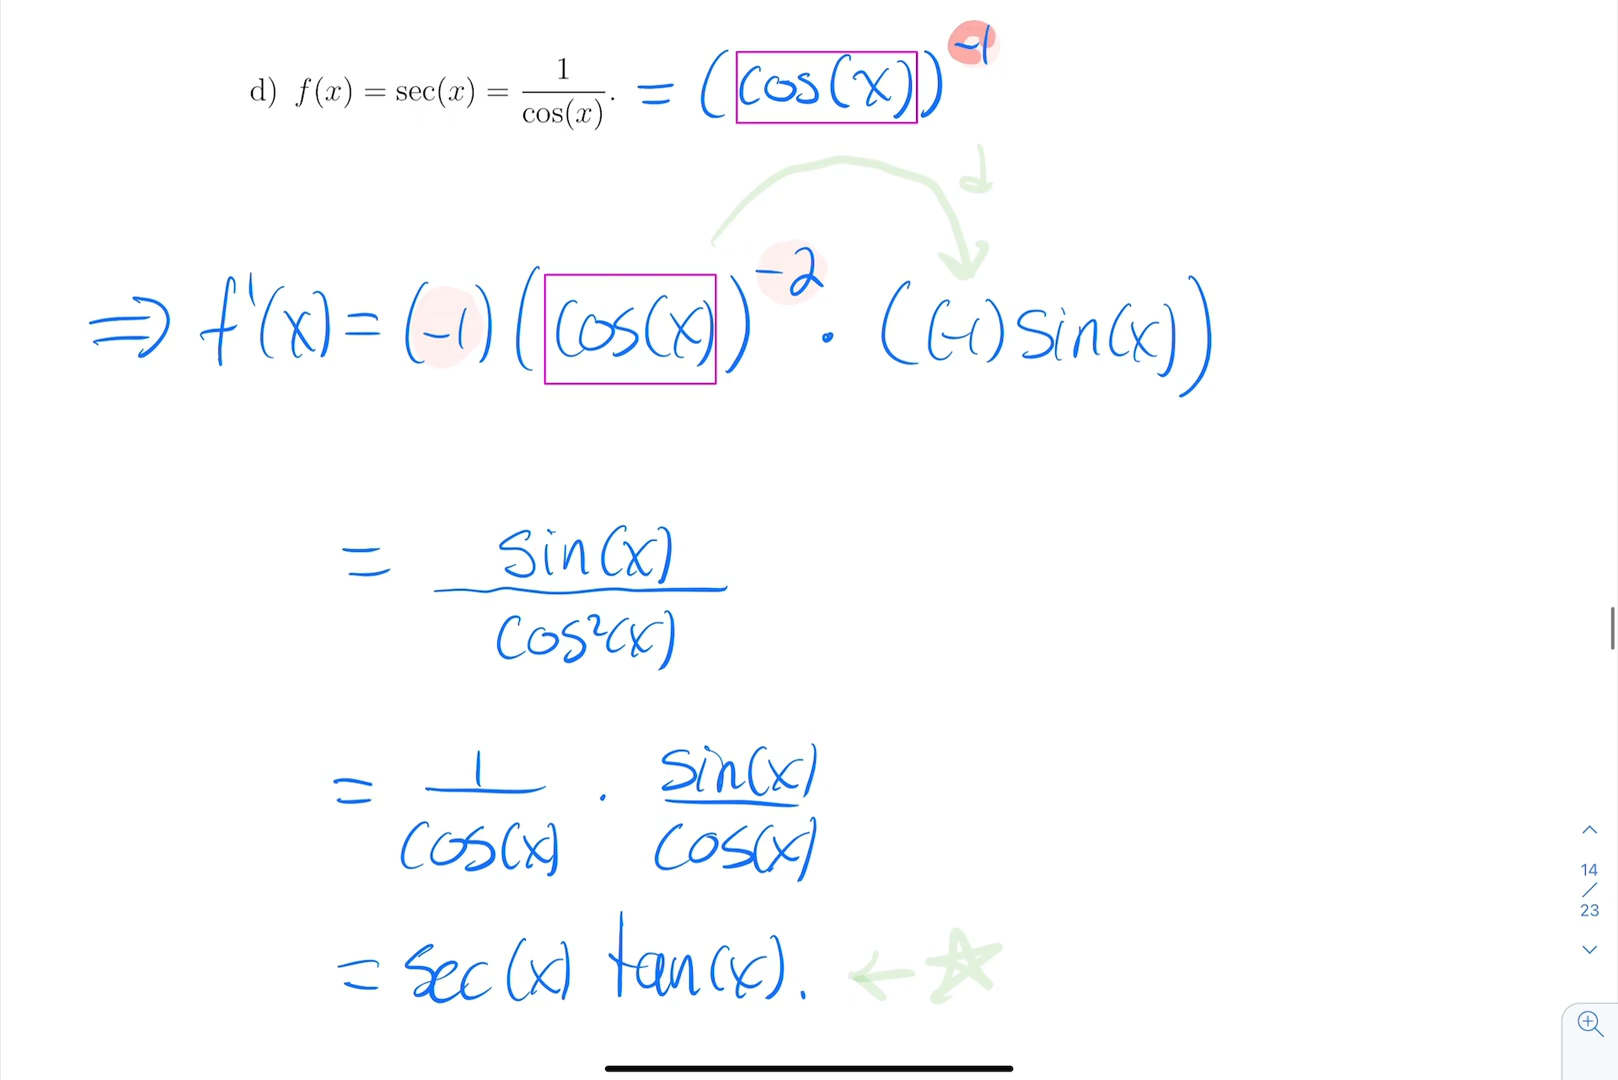 d) f(x) = sec(x) = 1/cos(x). = (cos(x))^-1
d
⇒ f'(x) = (-1)(cos(x))^-2 · ((-1) sin(x))
= sin(x)/cos²(x)
= 1/cos(x) · sin(x)/cos(x)
= sec(x) tan(x). ←☆
14
/
23